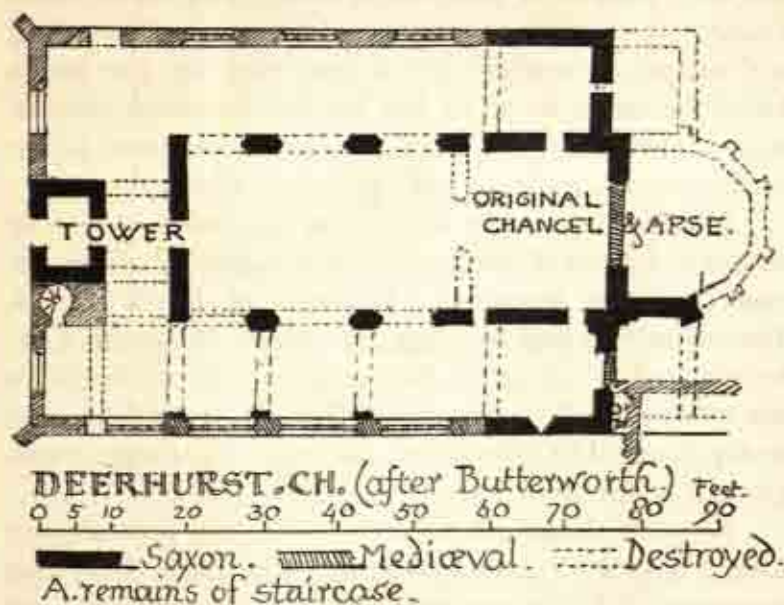 TOWER
ORIGINAL
CHANCEL & APSE.
DEERHURST. CH. (after Butterworth.) Feet.
0 5 10 20 30 40 50 60 70 80 90
Saxon. Mediæval. Destroyed.
A. remains of staircase.